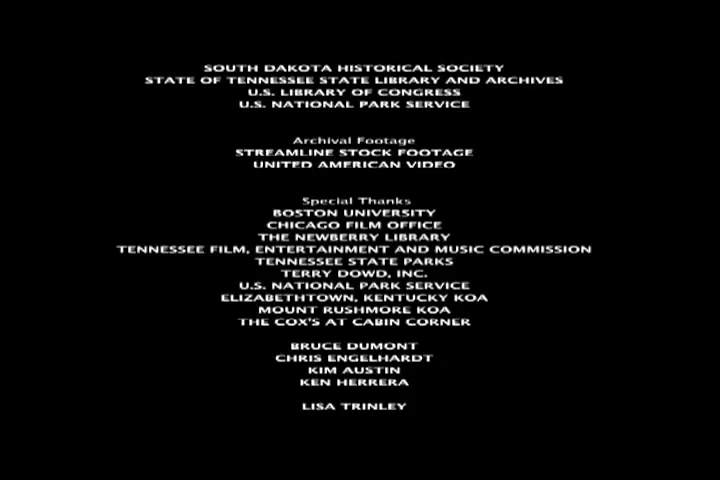 SOUTH DAKOTA HISTORICAL SOCIETY
STATE OF TENNESSEE STATE LIBRARY AND ARCHIVES
U.S. LIBRARY OF CONGRESS
U.S. NATIONAL PARK SERVICE
Archival Footage
STREAMLINE STOCK FOOTAGE
UNITED AMERICAN VIDEO
Special Thanks
BOSTON UNIVERSITY
CHICAGO FILM OFFICE
THE NEWBERRY LIBRARY
TENNESSEE FILM, ENTERTAINMENT AND MUSIC COMMISSION
TENNESSEE STATE PARKS
TERRY DOWD, INC.
U.S. NATIONAL PARK SERVICE
ELIZABETHTOWN, KENTUCKY KOA
MOUNT RUSHMORE KOA
THE COX'S AT CABIN CORNER
BRUCE DUMONT
CHRIS ENGELHARDT
KIM AUSTIN
KEN HERRERA
LISA TRINLEY